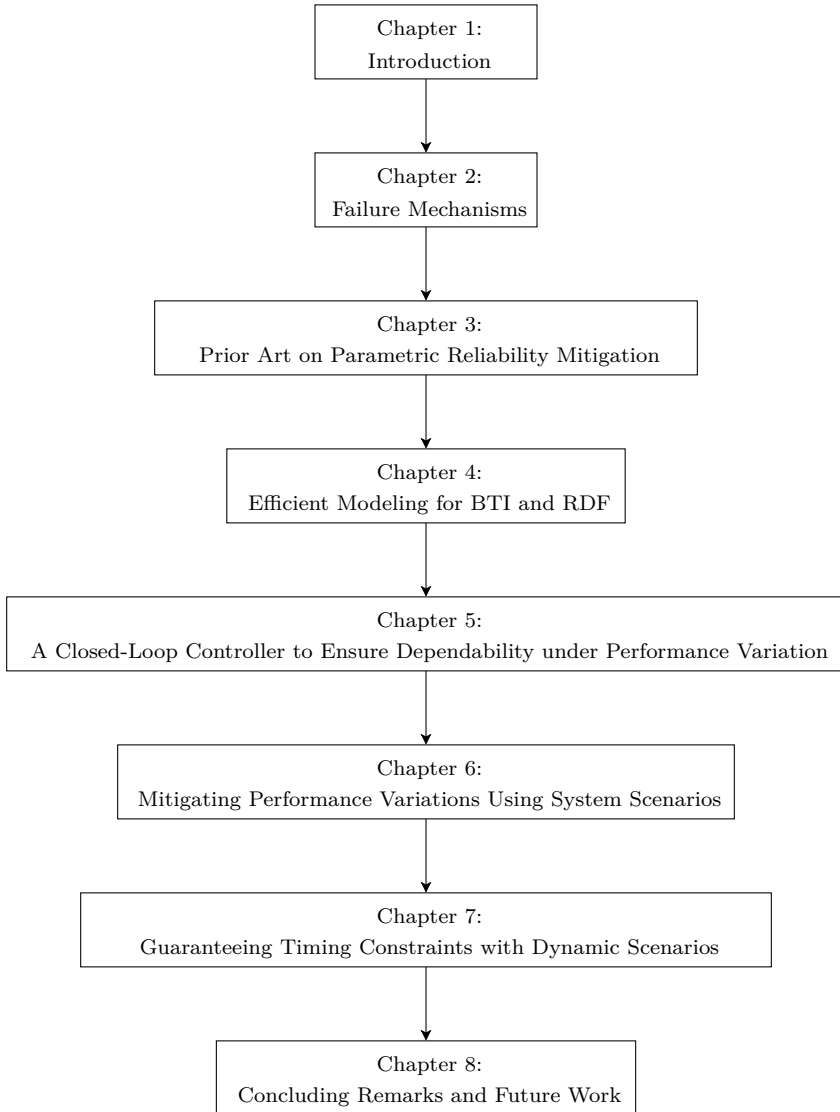 Chapter 1:
Introduction
Chapter 2:
Failure Mechanisms
Chapter 3:
Prior Art on Parametric Reliability Mitigation
Chapter 4:
Efficient Modeling for BTI and RDF
Chapter 5:
A Closed-Loop Controller to Ensure Dependability under Performance Variation
Chapter 6:
Mitigating Performance Variations Using System Scenarios
Chapter 7:
Guaranteeing Timing Constraints with Dynamic Scenarios
Chapter 8:
Concluding Remarks and Future Work